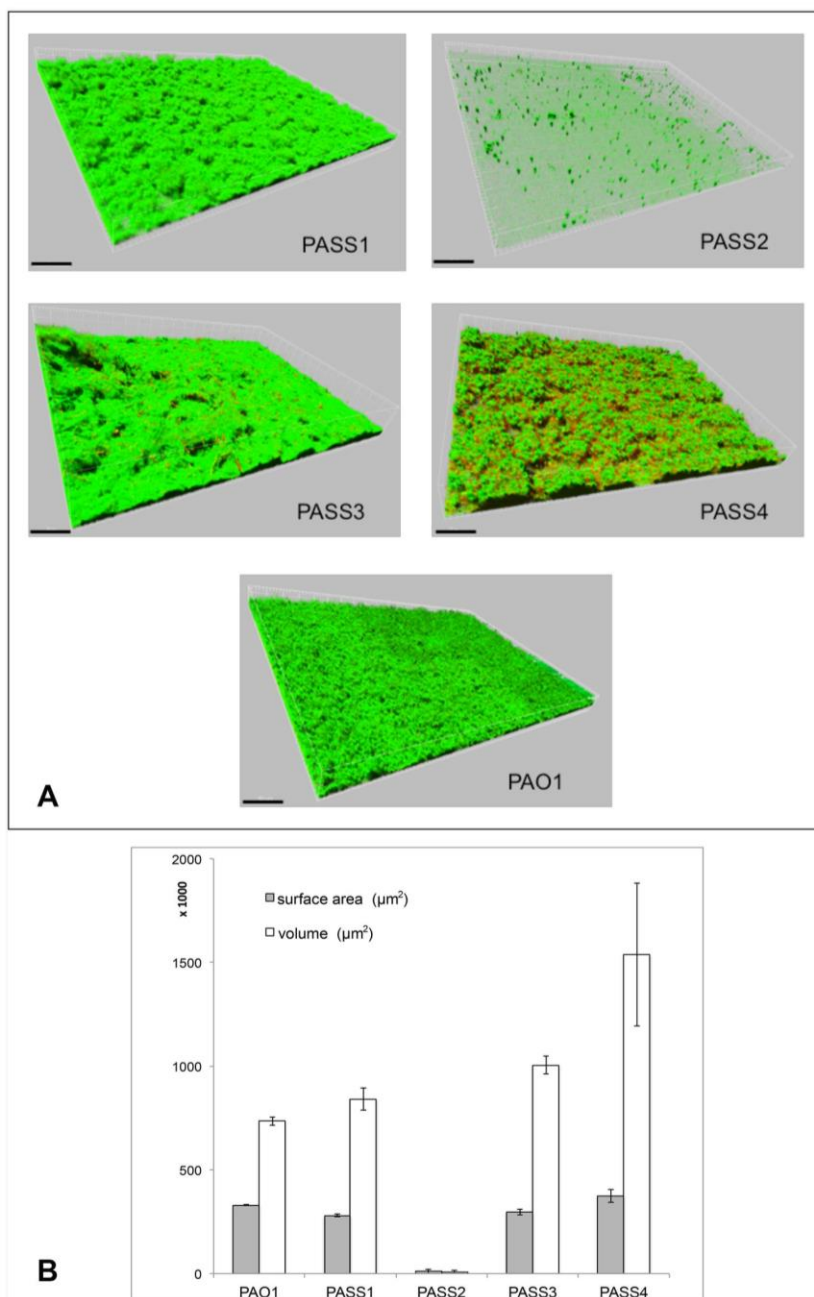 PASS1
PASS2
PASS3
PASS4
PAO1
A
2000
1500
1000
500
0
x 1000
surface area (µm²)
volume (µm²)
PAO1 PASS1 PASS2 PASS3 PASS4
B